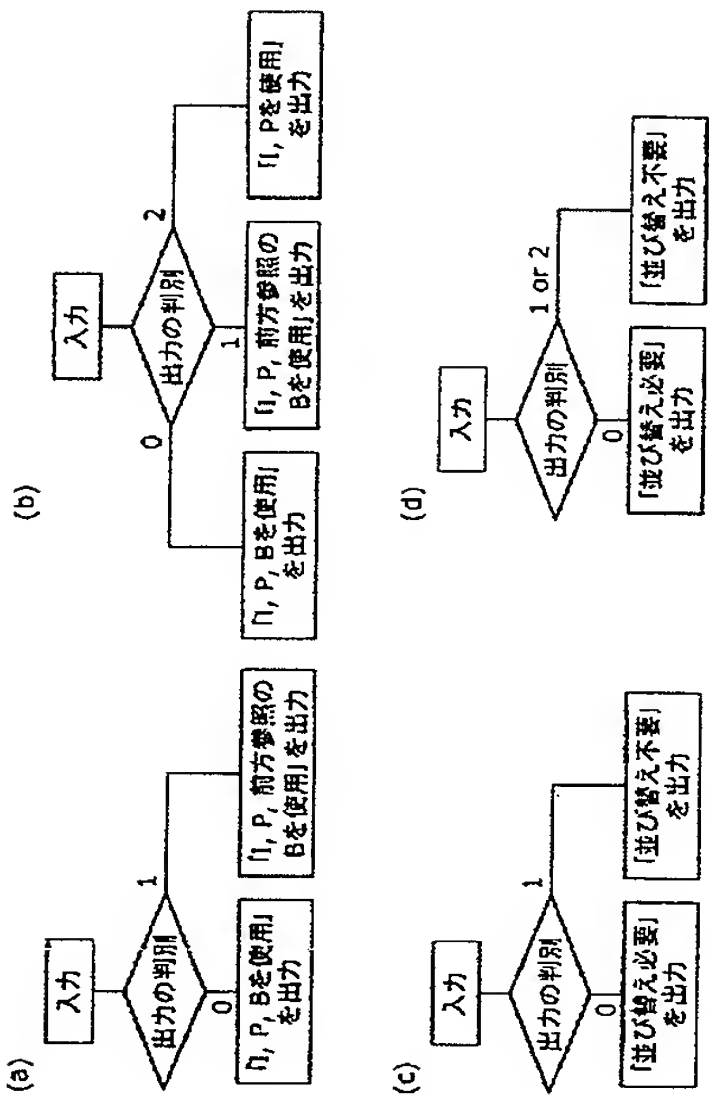 (a)
入力
出力の判別
0
1
「I, P, Bを使用」
を出力
「I, P, 前方参照の
Bを使用」を出力
(b)
入力
出力の判別
0
1
2
「I, P, Bを使用」
を出力
「I, P, 前方参照の
Bを使用」を出力
「I, Pを使用」
を出力
(c)
入力
出力の判別
0
1
「並び替え必要」
を出力
「並び替え不要」
を出力
(d)
入力
出力の判別
0
1 or 2
「並び替え必要」
を出力
「並び替え不要」
を出力